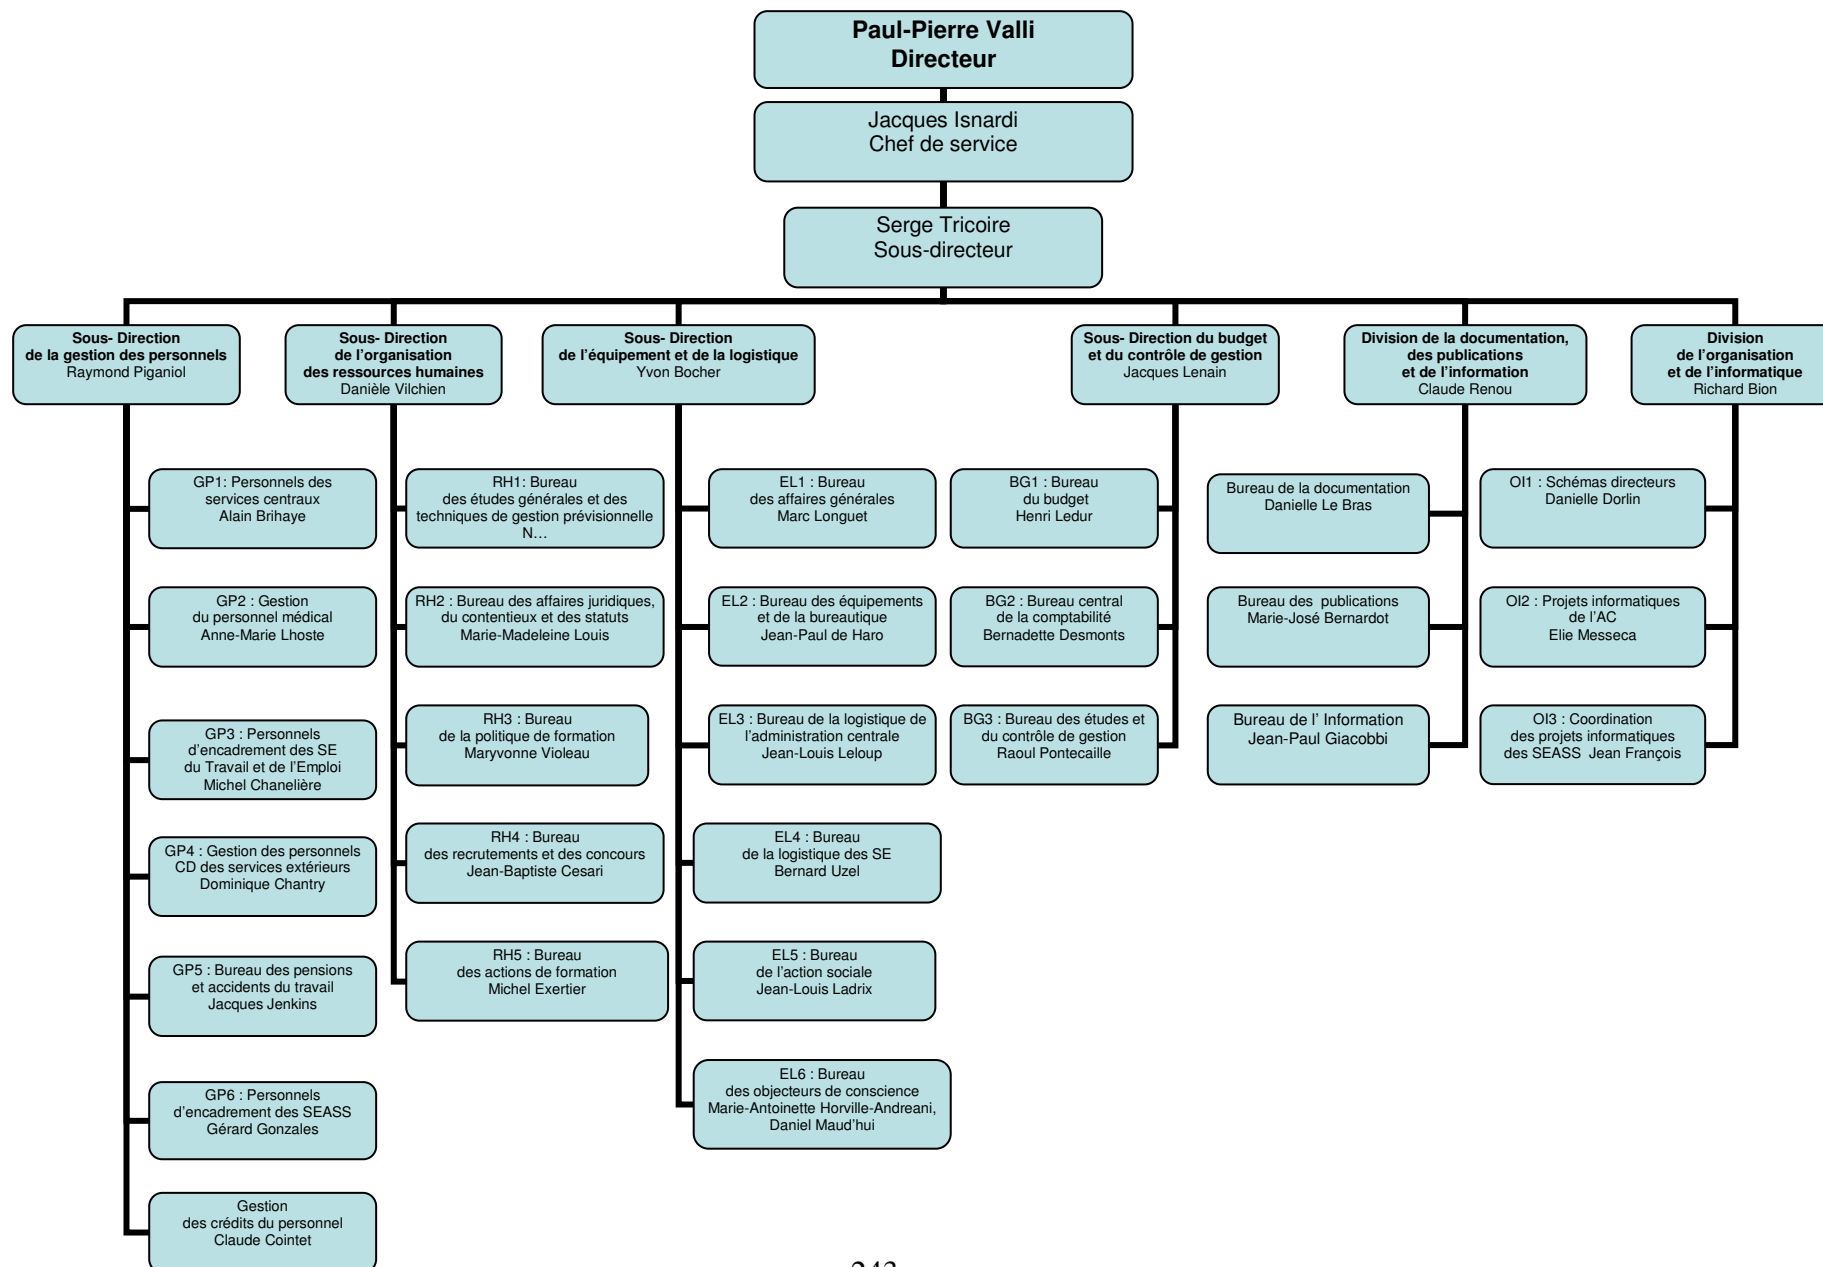 Paul-Pierre Valli
Directeur
Jacques Isnardi
Chef de service
Serge Tricoire
Sous-directeur
Sous- Direction
de la gestion des personnels
Raymond Piganiol
Sous- Direction
de l'organisation
des ressources humaines
Danièle Vilchien
Sous- Direction
de l'équipement et de la logistique
Yvon Bocher
Sous- Direction du budget
et du contrôle de gestion
Jacques Lenain
Division de la documentation,
des publications
et de l'information
Claude Renou
Division
de l'organisation
et de l'informatique
Richard Bion
GP1: Personnels des
services centraux
Alain Brihaye
GP2 : Gestion
du personnel médical
Anne-Marie Lhoste
GP3 : Personnels
d'encadrement des SE
du Travail et de l'Emploi
Michel Chanelière
GP4 : Gestion des personnels
CD des services extérieurs
Dominique Chantry
GP5 : Bureau des pensions
et accidents du travail
Jacques Jenkins
GP6 : Personnels
d'encadrement des SEASS
Gérard Gonzales
Gestion
des crédits du personnel
Claude Cointet
RH1: Bureau
des études générales et des
techniques de gestion prévisionnelle
N…
RH2 : Bureau des affaires juridiques,
du contentieux et des statuts
Marie-Madeleine Louis
RH3 : Bureau
de la politique de formation
Maryvonne Violeau
RH4 : Bureau
des recrutements et des concours
Jean-Baptiste Cesari
RH5 : Bureau
des actions de formation
Michel Exertier
EL1 : Bureau
des affaires générales
Marc Longuet
EL2 : Bureau des équipements
et de la bureautique
Jean-Paul de Haro
EL3 : Bureau de la logistique de
l'administration centrale
Jean-Louis Leloup
EL4 : Bureau
de la logistique des SE
Bernard Uzel
EL5 : Bureau
de l'action sociale
Jean-Louis Ladrix
EL6 : Bureau
des objecteurs de conscience
Marie-Antoinette Horville-Andreani,
Daniel Maud'hui
BG1 : Bureau
du budget
Henri Ledur
BG2 : Bureau central
de la comptabilité
Bernadette Desmonts
BG3 : Bureau des études et
du contrôle de gestion
Raoul Pontecaille
Bureau de la documentation
Danielle Le Bras
Bureau des  publications
Marie-José Bernardot
Bureau de l' Information
Jean-Paul Giacobbi
OI1 : Schémas directeurs
Danielle Dorlin
OI2 : Projets informatiques
de l'AC
Elie Messeca
OI3 : Coordination
des projets informatiques
des SEASS  Jean François
243